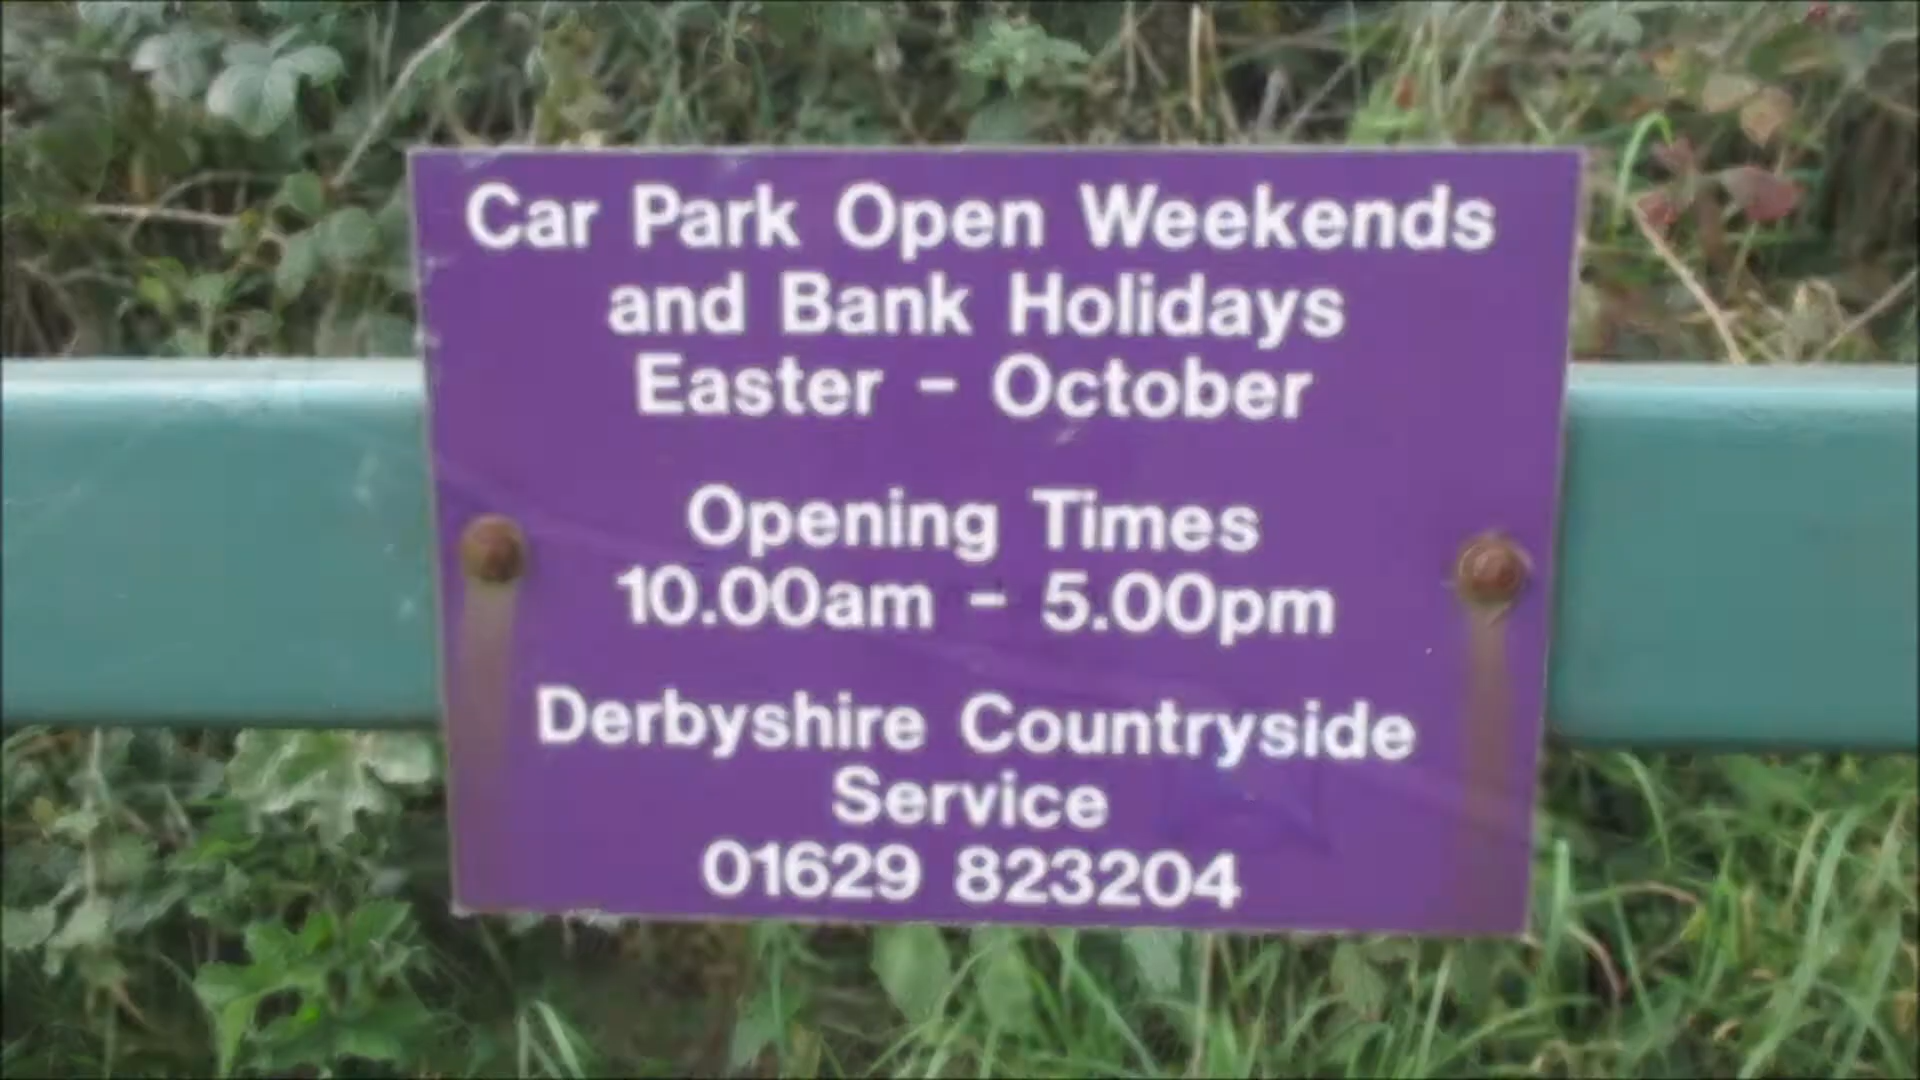 Car Park Open Weekends
and Bank Holidays
Easter - October
Opening Times
10.00am - 5.00pm
Derbyshire Countryside
Service
01629 823204